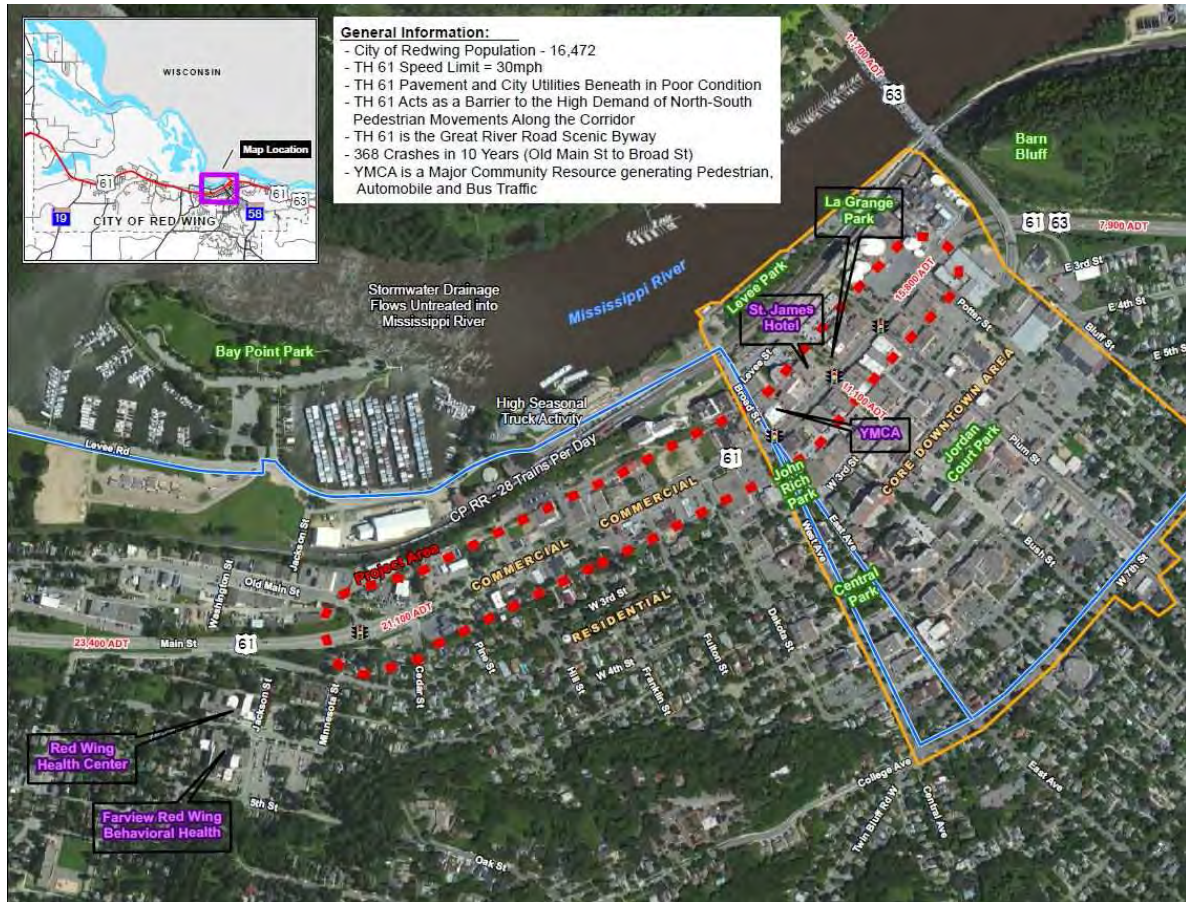 WISCONSIN
Map Location
61
61
63
19
CITY OF RED WING
58
General Information:
- City of Redwing Population - 16,472
- TH 61 Speed Limit = 30mph
- TH 61 Pavement and City Utilities Beneath in Poor Condition
- TH 61 Acts as a Barrier to the High Demand of North-South
Pedestrian Movements Along the Corridor
- TH 61 is the Great River Road Scenic Byway
- 368 Crashes in 10 Years (Old Main St to Broad St)
- YMCA is a Major Community Resource generating Pedestrian,
Automobile and Bus Traffic
11,700 ADT
63
Barn
Bluff
La Grange
Park
61 63
7,900 ADT
E 3rd St
E 4th St
E 5th St
Bluff St
Potter St
15,800 ADT
Stormwater Drainage
Flows Untreated into
Mississippi River
Mississippi River
Levee Park
St. James
Hotel
Bay Point Park
Levee St
Broad St
11,100 ADT
YMCA
CORE DOWNTOWN AREA
Jordan
Court Park
Plum St
Bush St
W 7th St
High Seasonal
Truck Activity
Levee Rd
CP RR - 28 Trains Per Day
61
John
Rich
Park
W 3rd St
West Ave
East Ave
Central
Park
COMMERCIAL
COMMERCIAL
Project Area
Jackson St
Washington St
Old Main St
W 3rd St
RESIDENTIAL
21,100 ADT
23,400 ADT
Main St
61
Dakota St
Fulton St
Franklin St
W 4th St
Hill St
Pine St
Cedar St
Minnesota St
Jackson St
Red Wing
Health Center
Farview Red Wing
Behavioral Health
5th St
Oak St
College Ave
Twin Bluff Rd W
Central Ave
East Ave